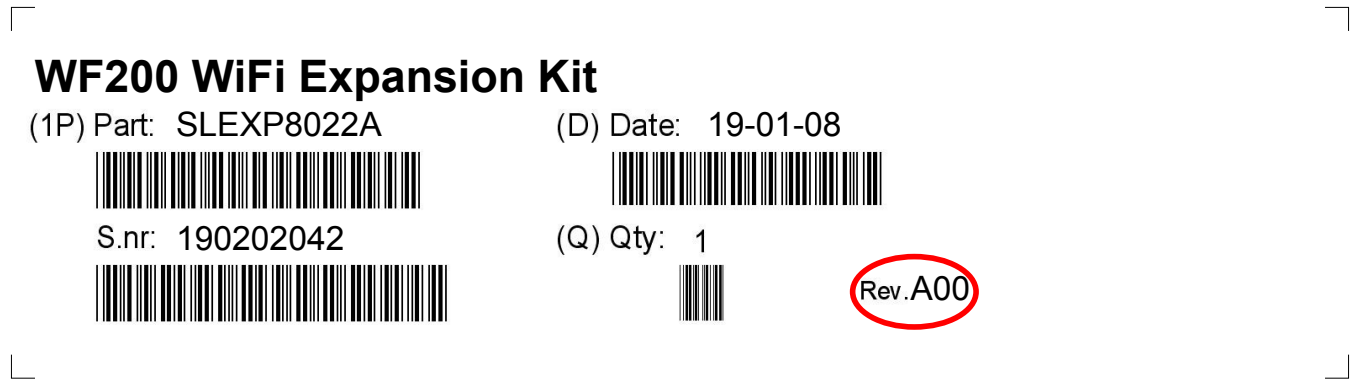 WF200 WiFi Expansion Kit
(1P) Part: SLEXP8022A
(D) Date: 19-01-08
S.nr: 190202042
(Q) Qty: 1
Rev.A00